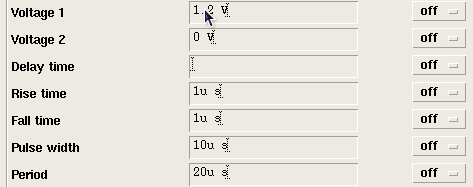 Voltage 1 1.2 V off
Voltage 2 0 V off
Delay time off
Rise time 1u s off
Fall time 1u s off
Pulse width 10u s off
Period 20u s off